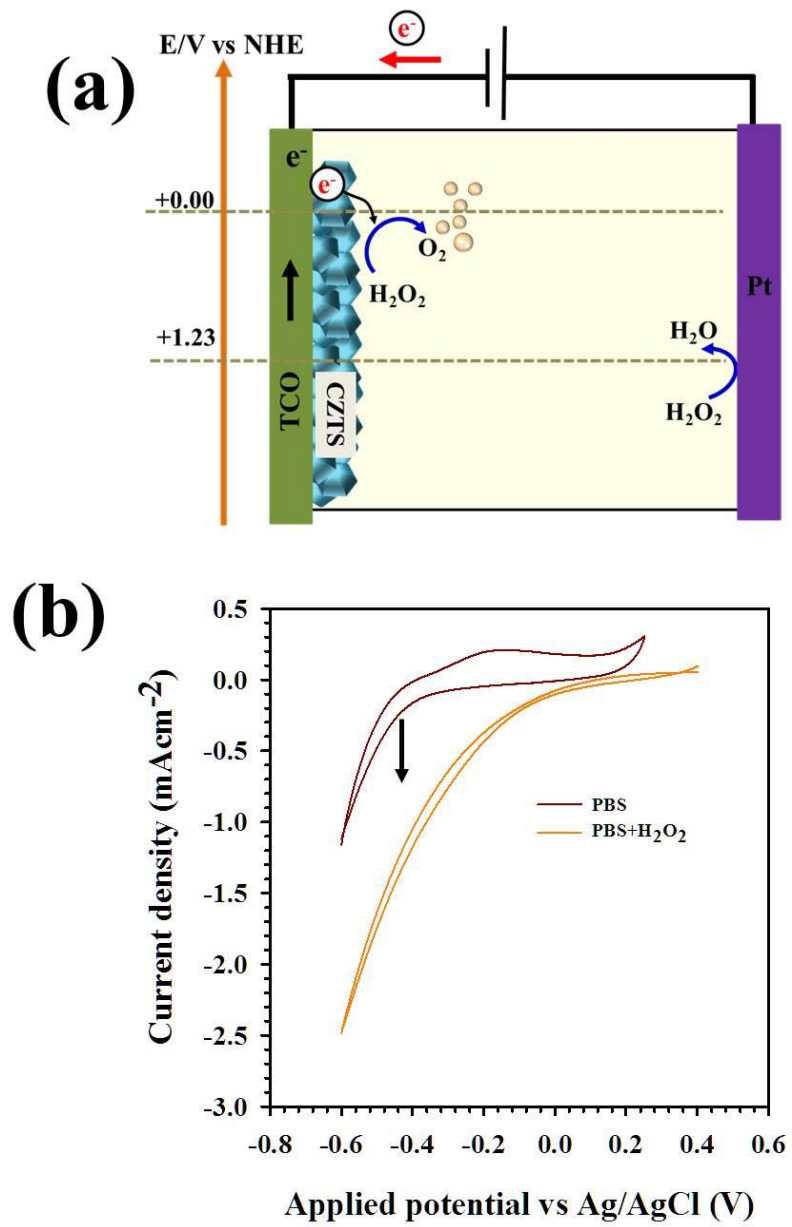 (a)
E/V vs NHE
e⁻
e⁻
e⁻
+0.00
O₂
H₂O₂
Pt
+1.23
H₂O
TCO
CZTS
H₂O₂
(b)
0.5
0.0
-0.5
-1.0
-1.5
-2.0
-2.5
-3.0
Current density (mAcm⁻²)
PBS
PBS+H₂O₂
-0.8 -0.6 -0.4 -0.2 0.0 0.2 0.4 0.6
Applied potential vs Ag/AgCl (V)